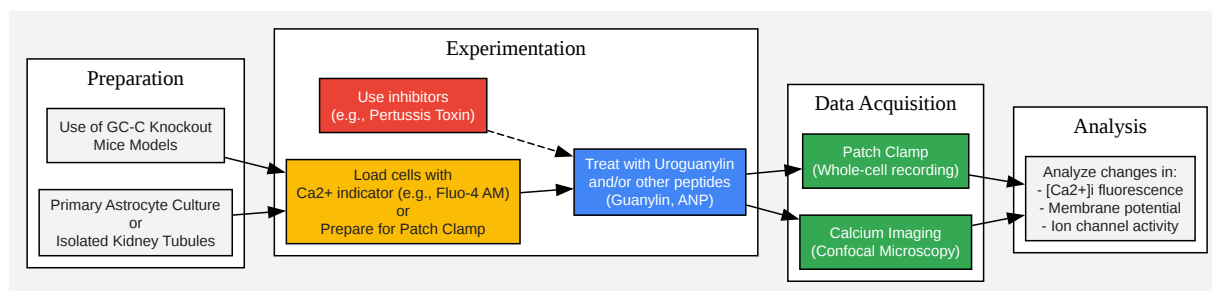 Preparation
Use of GC-C Knockout
Mice Models
Primary Astrocyte Culture
or
Isolated Kidney Tubules
Experimentation
Use inhibitors
(e.g., Pertussis Toxin)
Load cells with
Ca2+ indicator (e.g., Fluo-4 AM)
or
Prepare for Patch Clamp
Treat with Uroguanylin
and/or other peptides
(Guanylin, ANP)
Data Acquisition
Patch Clamp
(Whole-cell recording)
Calcium Imaging
(Confocal Microscopy)
Analysis
Analyze changes in:
- [Ca2+]i fluorescence
- Membrane potential
- Ion channel activity